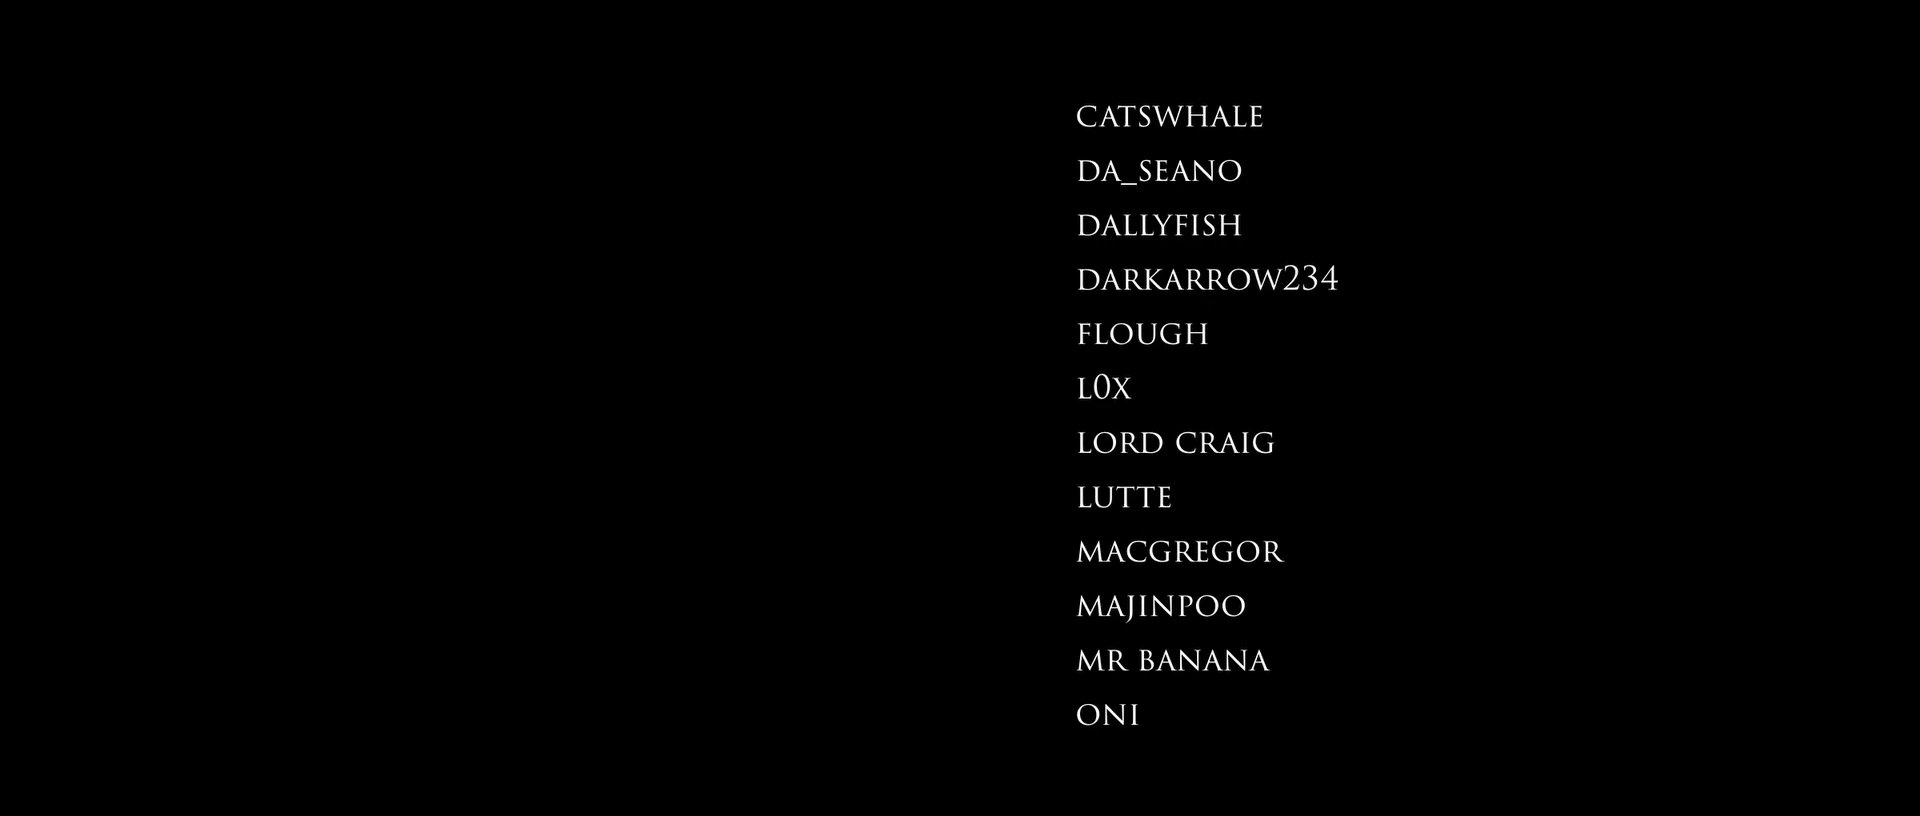 CATSWHALE
DA_SEANO
DALLYFISH
DARKARROW234
FLOUGH
L0X
LORD CRAIG
LUTTE
MACGREGOR
MAJINPOO
MR BANANA
ONI